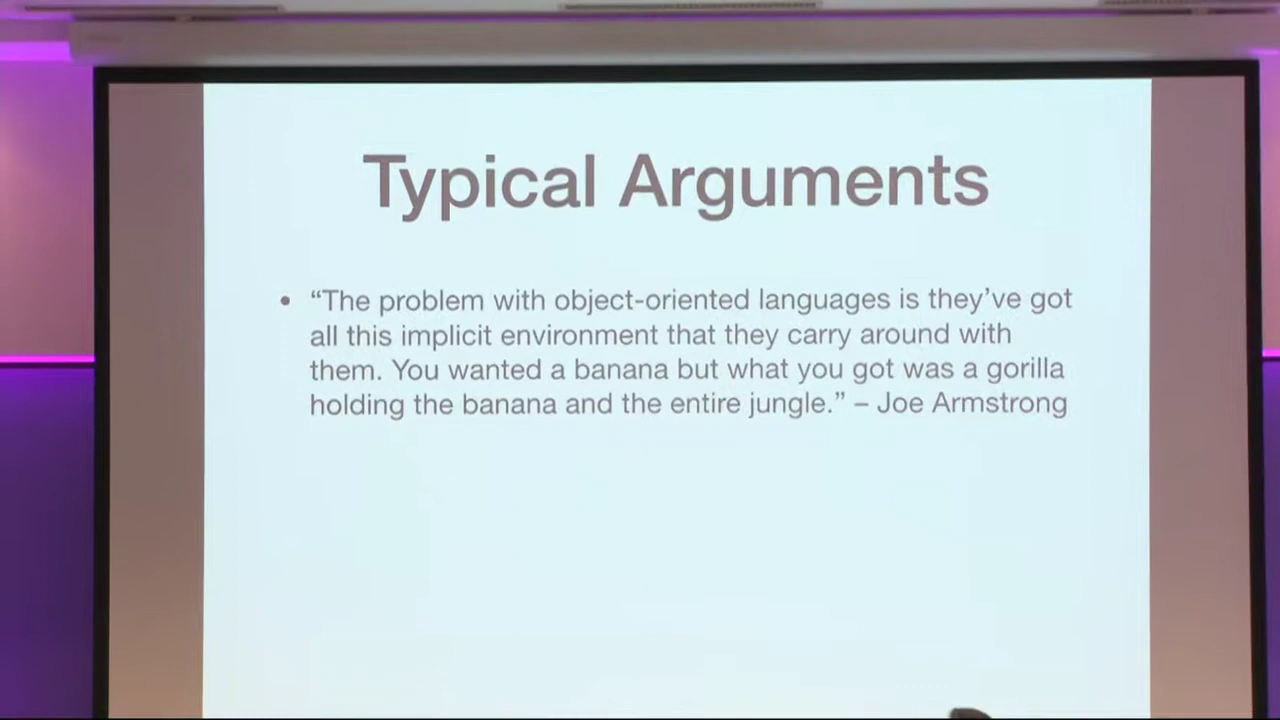 Typical Arguments
• “The problem with object-oriented languages is they’ve got
all this implicit environment that they carry around with
them. You wanted a banana but what you got was a gorilla
holding the banana and the entire jungle.” – Joe Armstrong